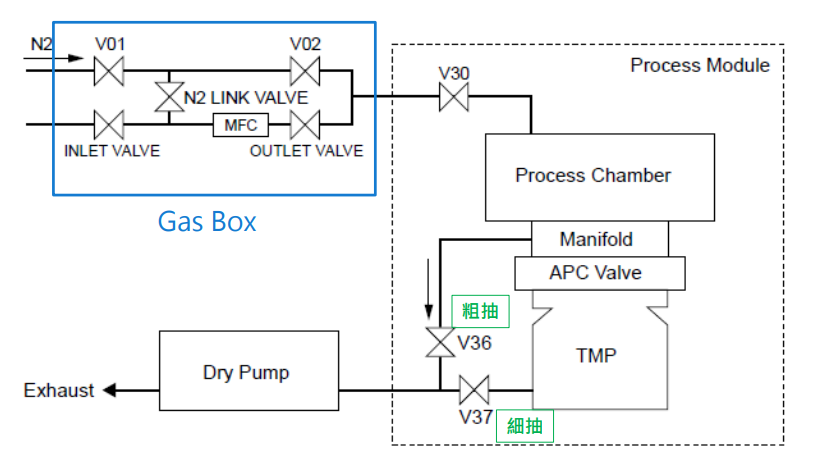 N2
V01
V02
N2 LINK VALVE
MFC
INLET VALVE
OUTLET VALVE
Gas Box
V30
Process Module
Process Chamber
Manifold
APC Valve
粗抽
V36
TMP
Dry Pump
Exhaust
V37
細抽